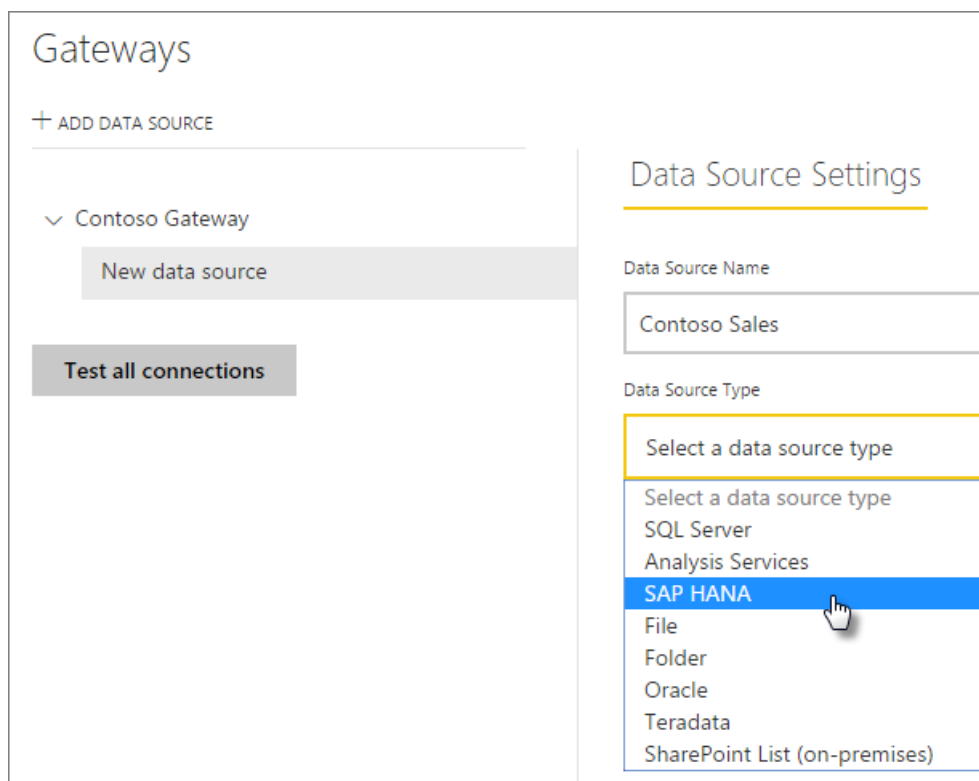 Gateways
+ ADD DATA SOURCE
Contoso Gateway
New data source
Test all connections
Data Source Settings
Data Source Name
Contoso Sales
Data Source Type
Select a data source type
Select a data source type
SQL Server
Analysis Services
SAP HANA
File
Folder
Oracle
Teradata
SharePoint List (on-premises)